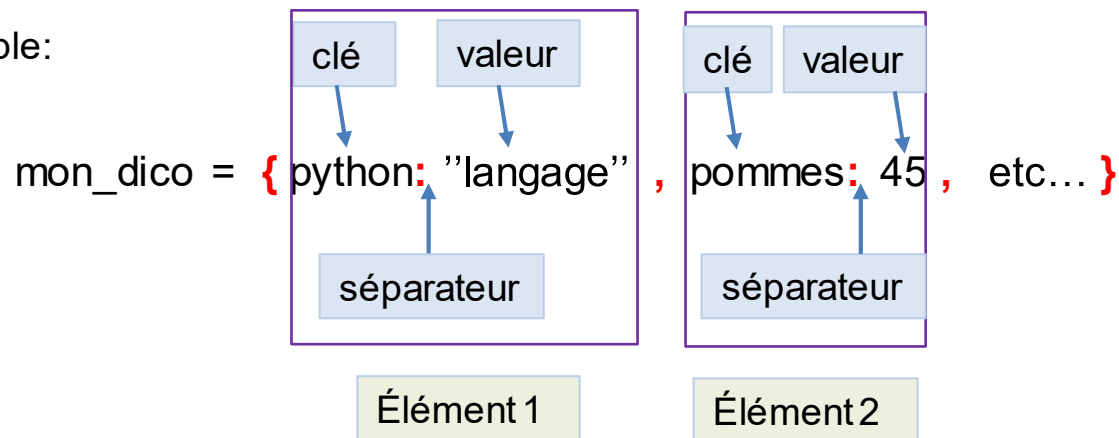 ple:
clé valeur clé valeur
mon_dico = { python: ’’langage’’ , pommes: 45 , etc… }
séparateur séparateur
Élément 1 Élément 2